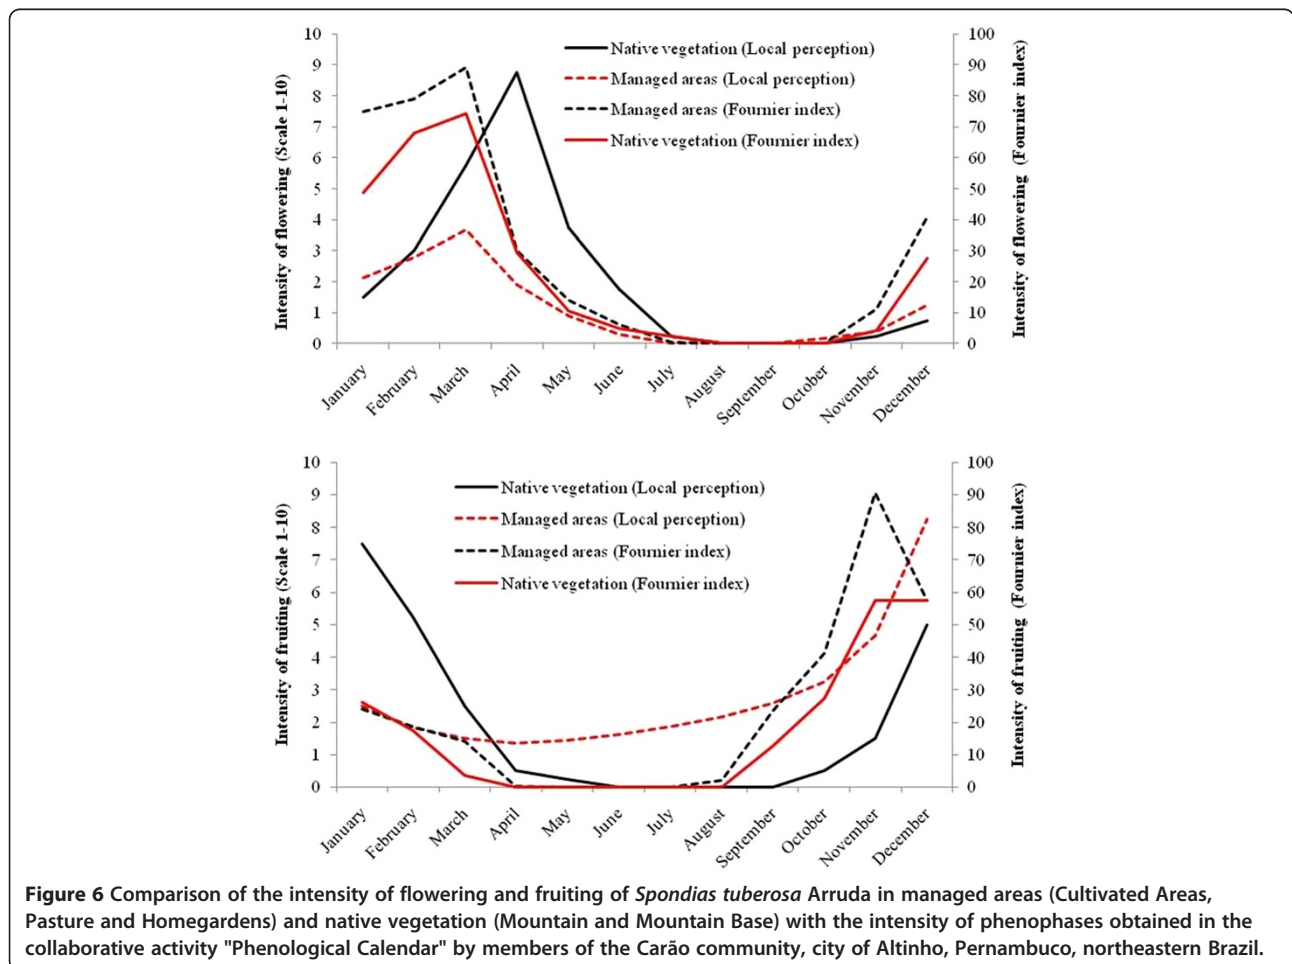 10
9
8
7
6
5
4
3
2
1
0
Intensity of flowering (Scale 1-10)
Native vegetation (Local perception)
Managed areas (Local perception)
Managed areas (Fournier index)
Native vegetation (Fournier index)
100
90
80
70
60
50
40
30
20
10
0
Intensity of flowering (Fournier index)
January
February
March
April
May
June
July
August
September
October
November
December
10
9
8
7
6
5
4
3
2
1
0
Intensity of fruiting (Scale 1-10)
Native vegetation (Local perception)
Managed areas (Local perception)
Managed areas (Fournier index)
Native vegetation (Fournier index)
100
90
80
70
60
50
40
30
20
10
0
Intensity of fruiting (Fournier index)
January
February
March
April
May
June
July
August
September
October
November
December
Figure 6 Comparison of the intensity of flowering and fruiting of Spondias tuberosa Arruda in managed areas (Cultivated Areas,
Pasture and Homegardens) and native vegetation (Mountain and Mountain Base) with the intensity of phenophases obtained in the
collaborative activity "Phenological Calendar" by members of the Carão community, city of Altinho, Pernambuco, northeastern Brazil.